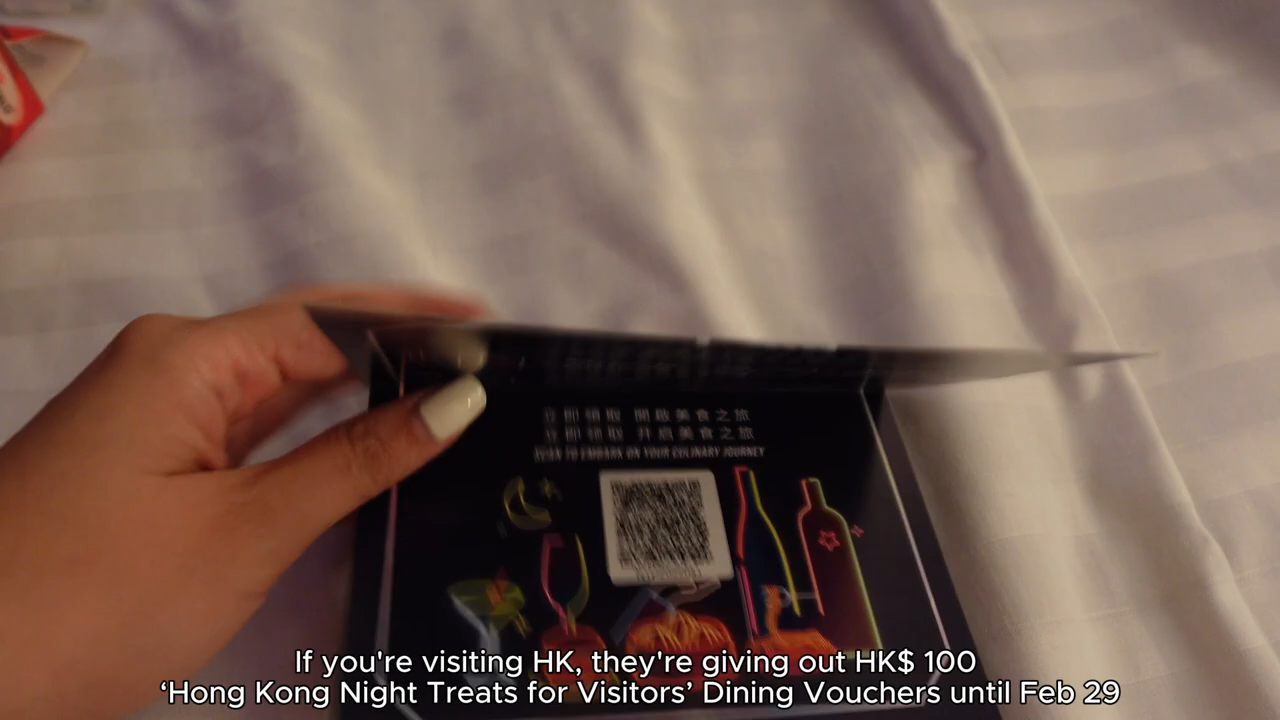 立即領取 開啟美食之旅
立即领取 开启美食之旅
SCAN TO EMBARK ON YOUR CULINARY JOURNEY
If you're visiting HK, they're giving out HK$ 100
‘Hong Kong Night Treats for Visitors’ Dining Vouchers until Feb 29